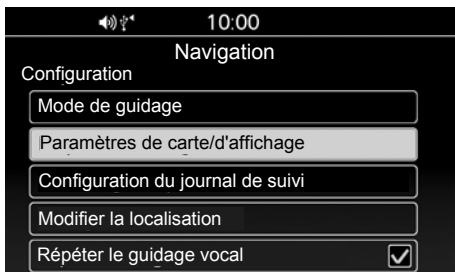 10:00
Navigation
Configuration
Mode de guidage
Paramètres de carte/d'affichage
Configuration du journal de suivi
Modifier la localisation
Répéter le guidage vocal